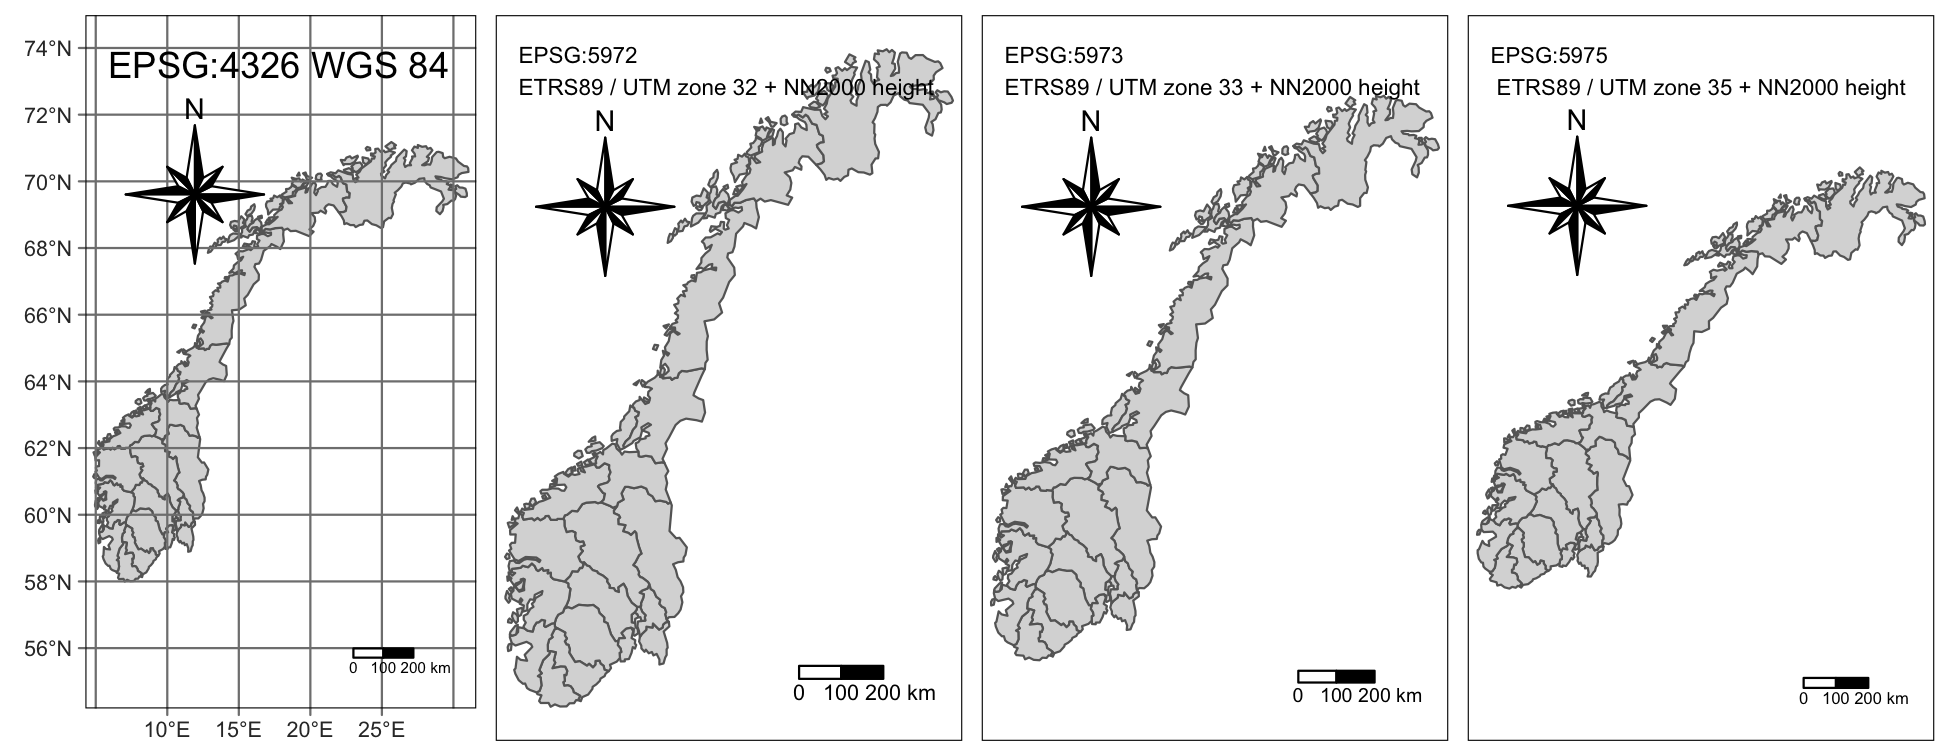 EPSG:4326 WGS 84
N
74°N
72°N
70°N
68°N
66°N
64°N
62°N
60°N
58°N
56°N
0 100 200 km
10°E 15°E 20°E 25°E
EPSG:5972
ETRS89 / UTM zone 32 + NN2000 height
N
0 100 200 km
EPSG:5973
ETRS89 / UTM zone 33 + NN2000 height
N
0 100 200 km
EPSG:5975
ETRS89 / UTM zone 35 + NN2000 height
N
0 100 200 km